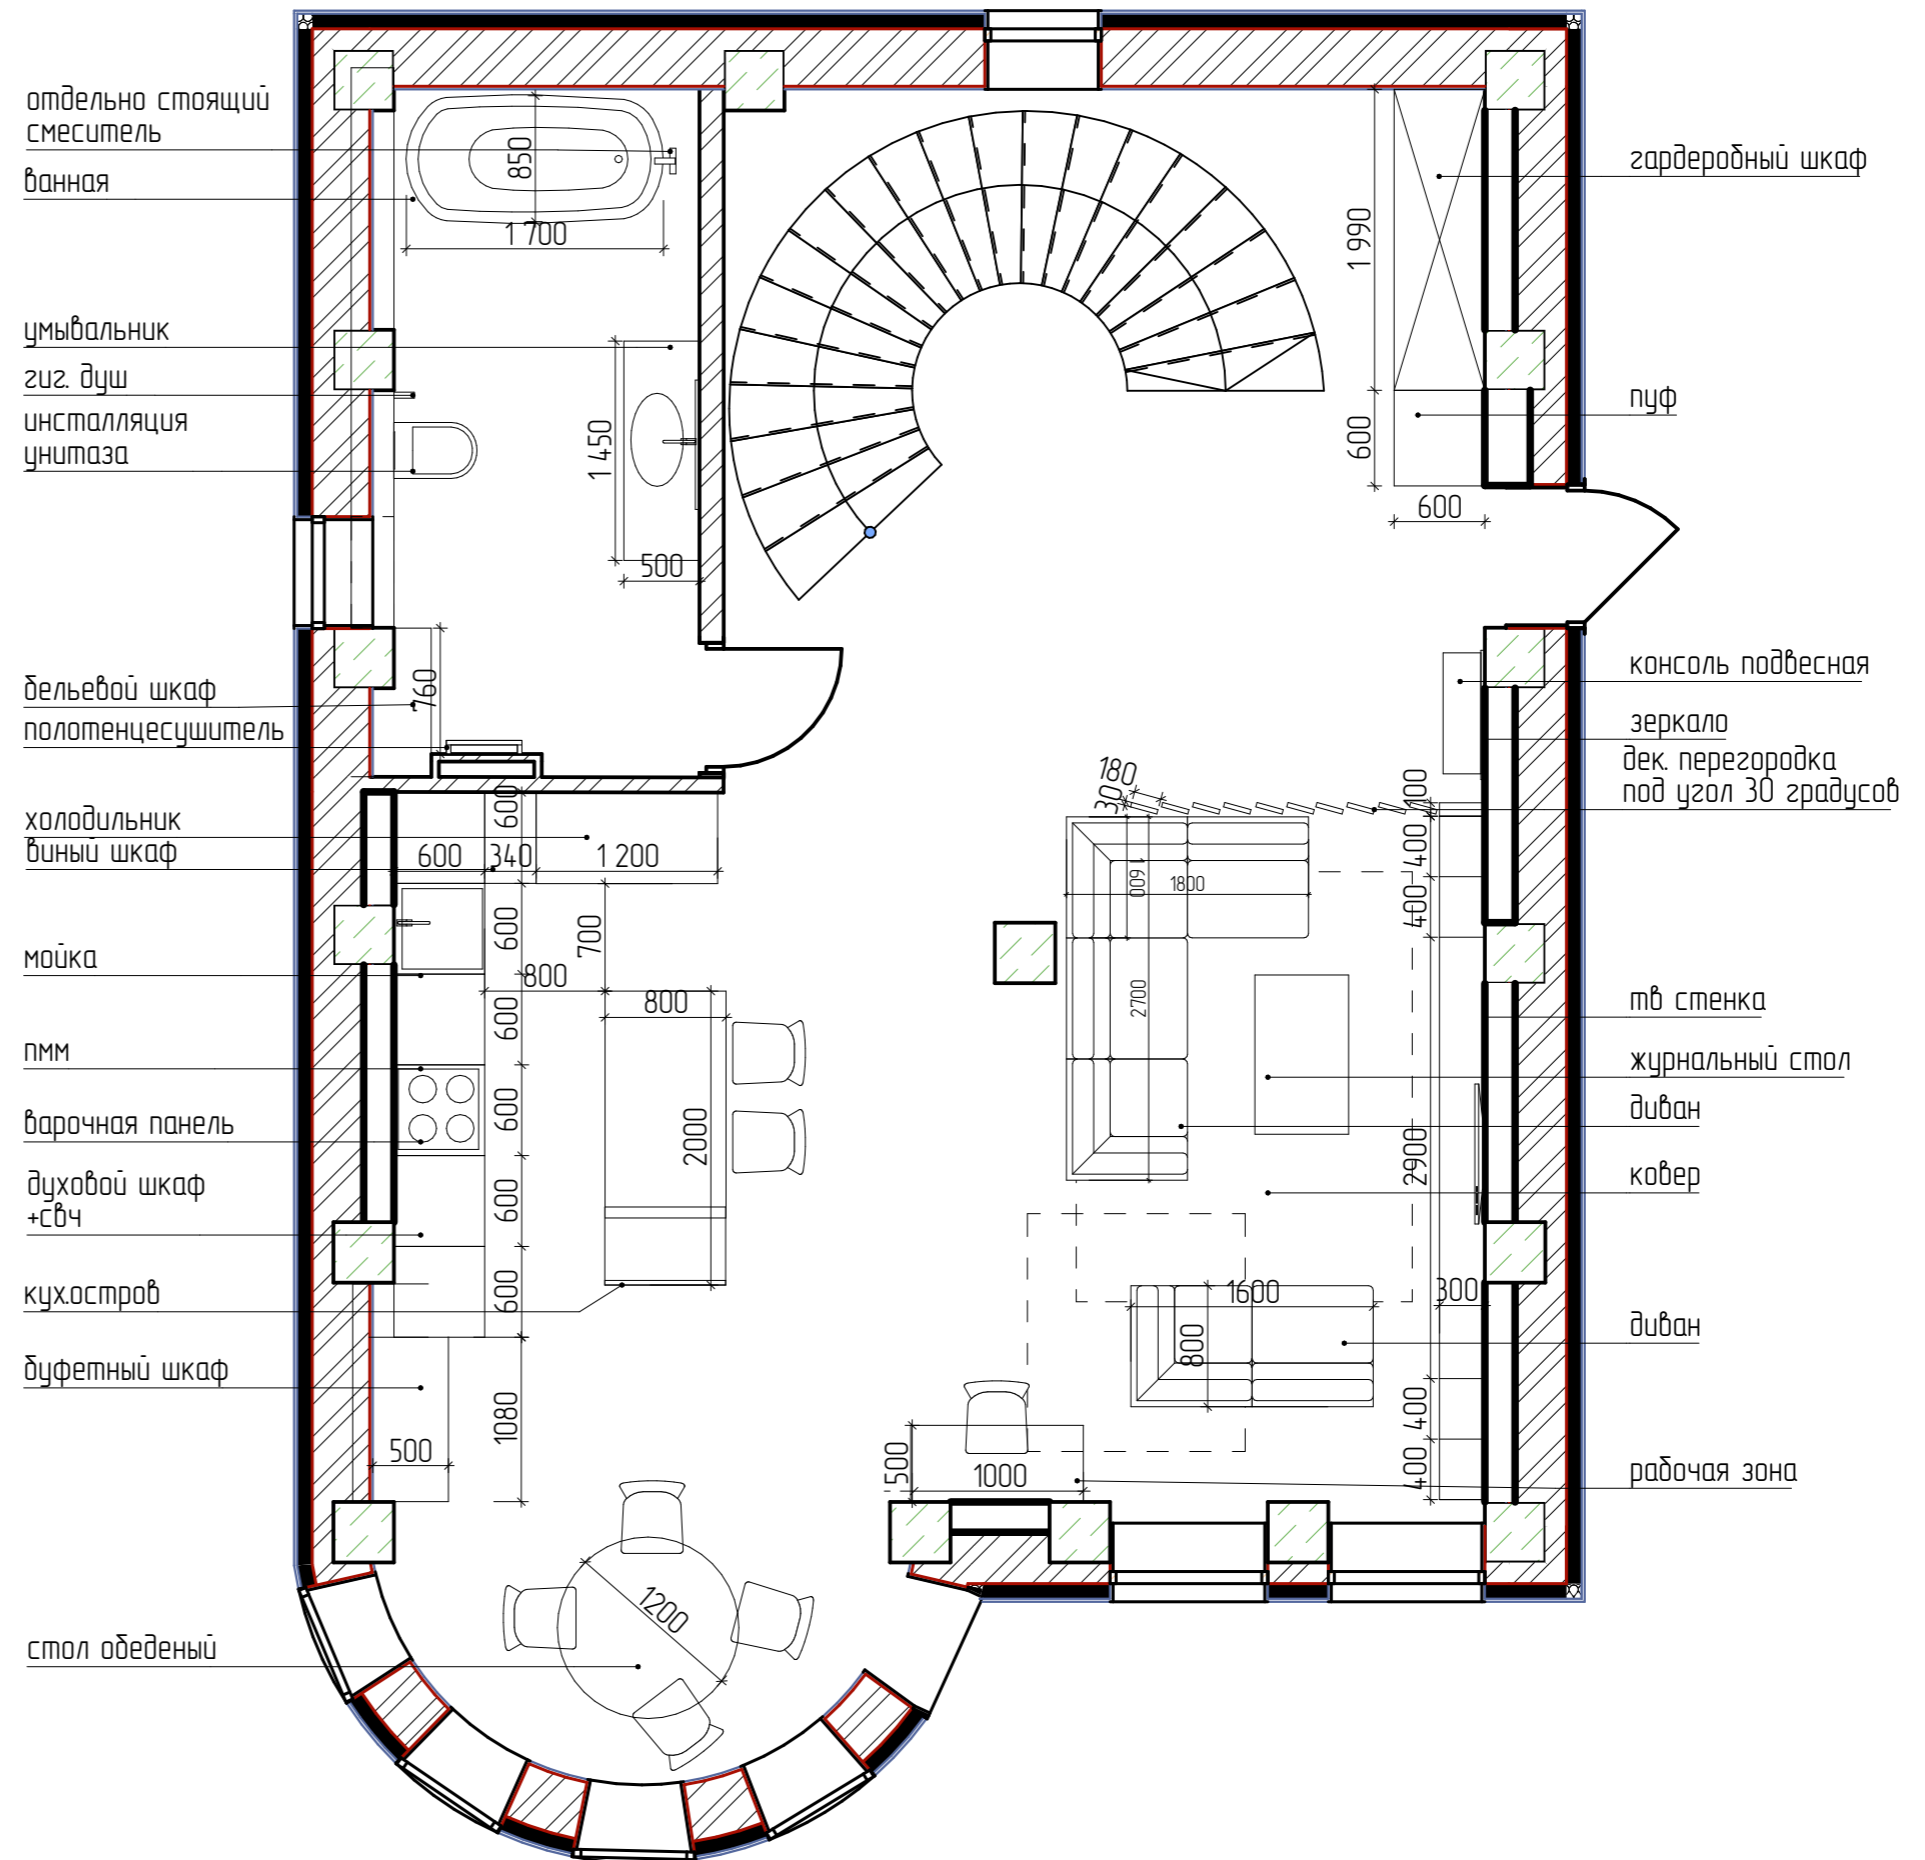 отдельно стоящий
смеситель
ванная
850
1 700
гардеробный шкаф
1 990
умывальник
гиг. душ
инсталляция
унитаза
1 450
500
пуф
600
600
бельевой шкаф
760
полотенцесушитель
консоль подвесная
зеркало
дек. перегородка
под угол 30 градусов
180
30
100
холодильник
виный шкаф
600
600
340
1 200
400
400
1 600
1800
мойка
600
700
800
800
600
2700
тв стенка
пмм
журнальный стол
диван
варочная панель
600
2000
2900
духовой шкаф
+свч
600
ковер
кух.остров
600
1600
800
300
диван
буфетный шкаф
1080
500
400
400
500
1000
рабочая зона
1200
стол обеденый